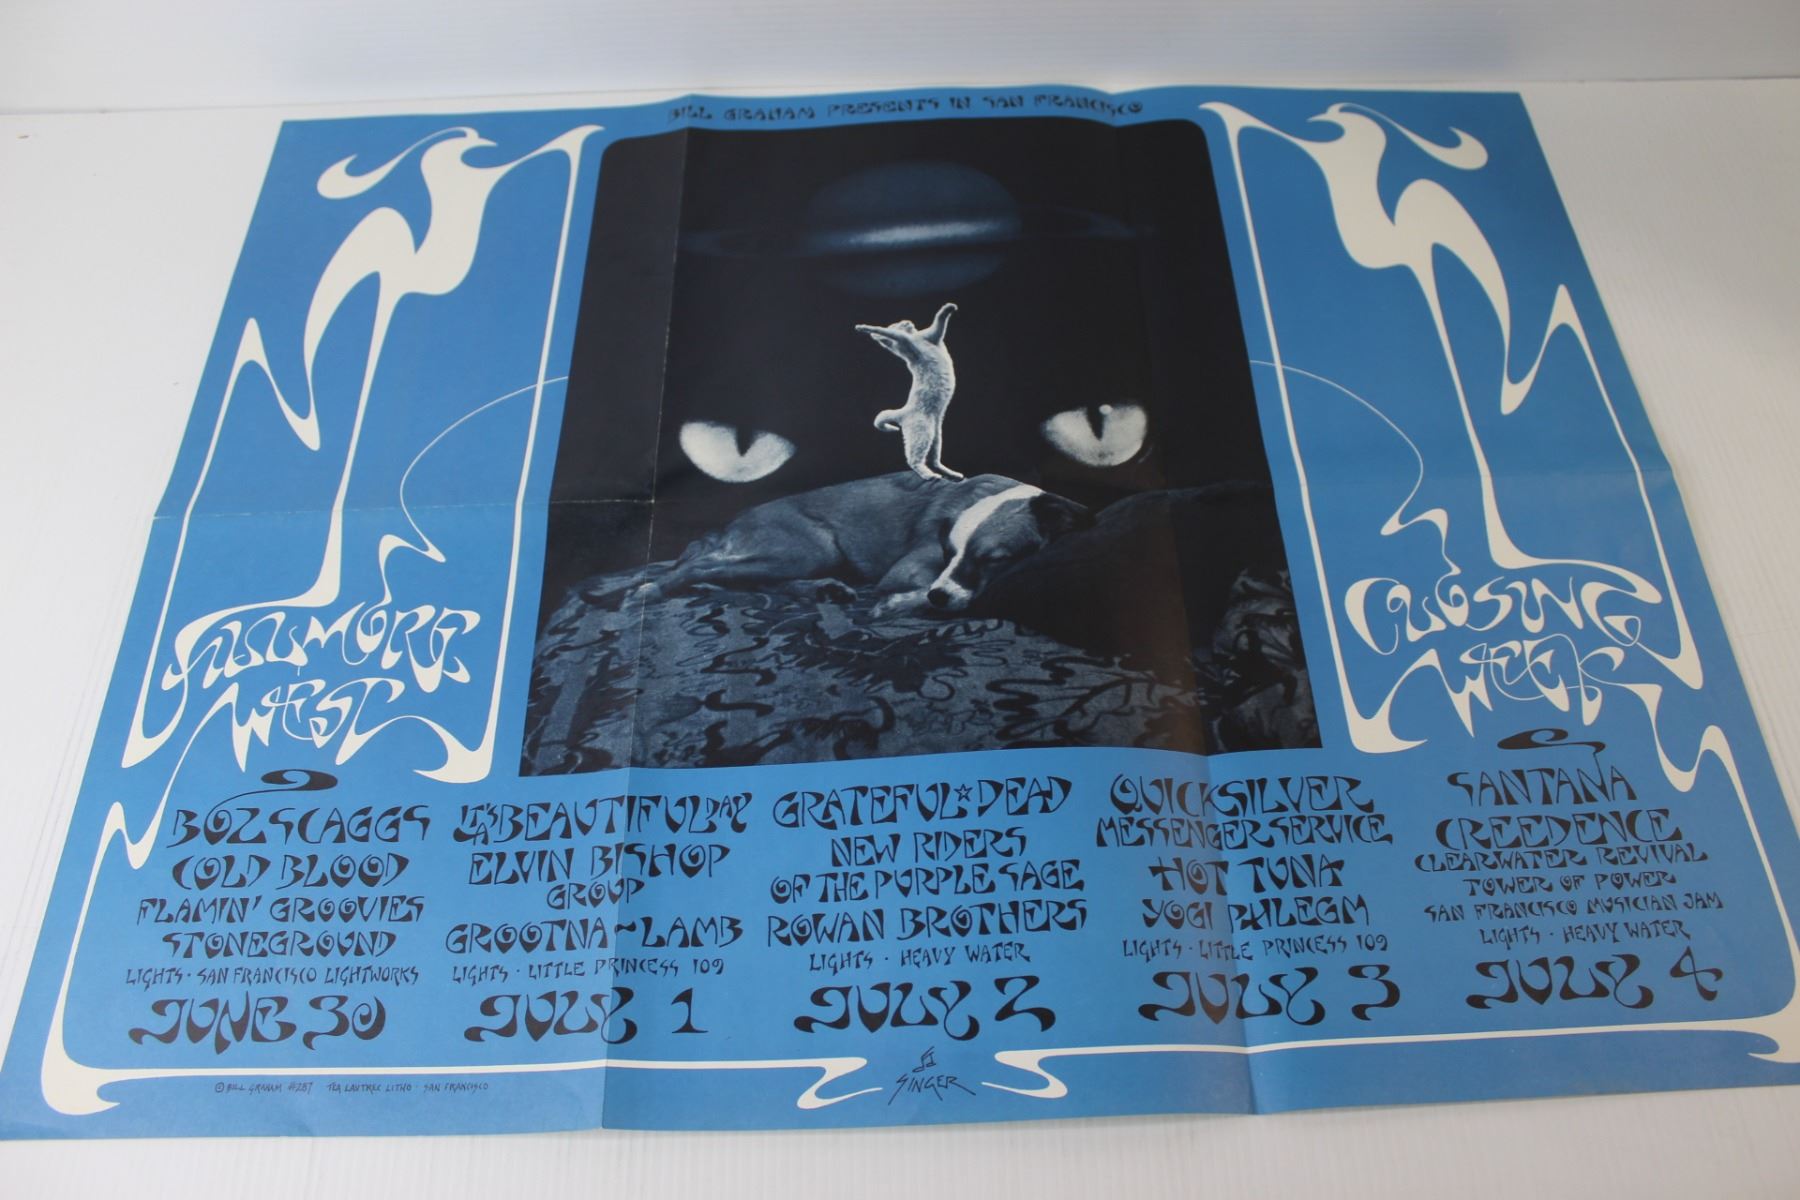 BILL GRAHAM PRESENTS IN SAN FRANCISCO
FILLMORE
WEST
CLOSING
WEEK
BOZ SCAGGS
COLD BLOOD
FLAMIN' GROOVIES
STONEGROUND
LIGHTS · SAN FRANCISCO LIGHTWORKS
JUNE 30
IT'S A BEAUTIFUL DAY
ELVIN BISHOP
GROUP
GROOTNA~LAMB
LIGHTS · LITTLE PRINCESS 109
JULY 1
GRATEFUL☆DEAD
NEW RIDERS
OF THE PURPLE SAGE
ROWAN BROTHERS
LIGHTS · HEAVY WATER
JULY 2
QUICKSILVER
MESSENGER SERVICE
HOT TUNA
YOGI PHLEGM
LIGHTS · LITTLE PRINCESS 109
JULY 3
SANTANA
CREEDENCE
CLEARWATER REVIVAL
TOWER OF POWER
SAN FRANCISCO MUSICIAN JAM
LIGHTS · HEAVY WATER
JULY 4
© BILL GRAHAM #287 TEA LAUTREC LITHO · SAN FRANCISCO
SINGER